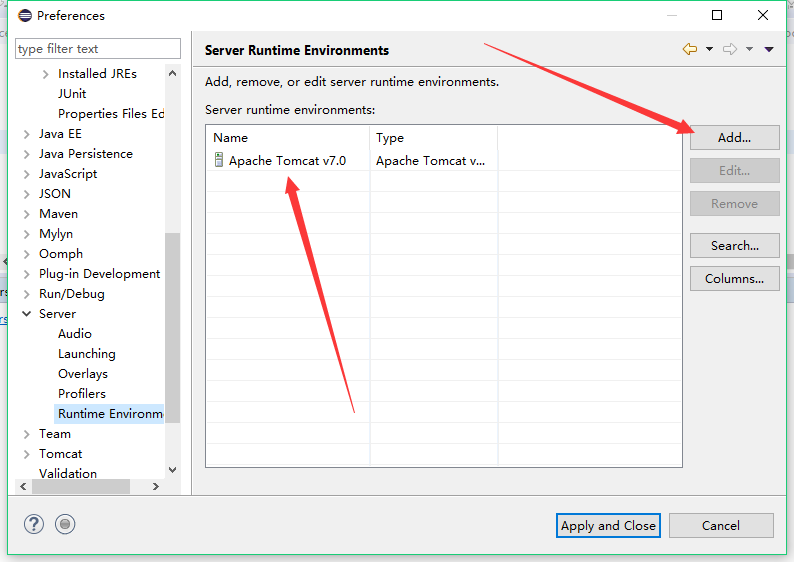 Preferences
type filter text
Installed JREs
JUnit
Properties Files Ed
Java EE
Java Persistence
JavaScript
JSON
Maven
Mylyn
Oomph
Plug-in Development
Run/Debug
Server
Audio
Launching
Overlays
Profilers
Runtime Environm
Team
Tomcat
Validation
Server Runtime Environments
Add, remove, or edit server runtime environments.
Server runtime environments:
Name Type
Apache Tomcat v7.0 Apache Tomcat v...
Add...
Edit...
Remove
Search...
Columns...
?
Apply and Close Cancel